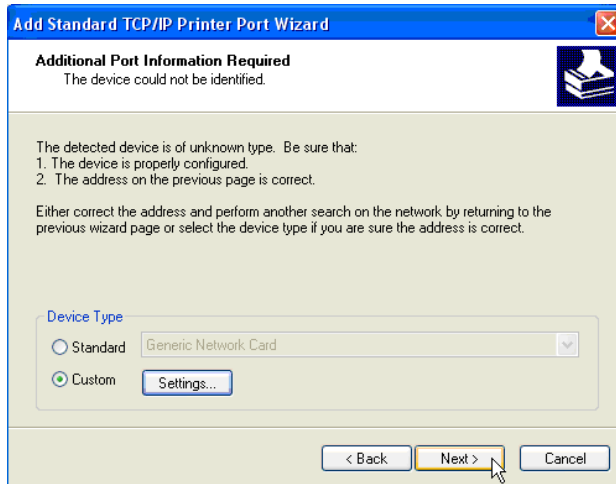 Add Standard TCP/IP Printer Port Wizard
Additional Port Information Required
The device could not be identified.
The detected device is of unknown type.  Be sure that:
1. The device is properly configured.
2.  The address on the previous page is correct.
Either correct the address and perform another search on the network by returning to the
previous wizard page or select the device type if you are sure the address is correct.
Device Type
Standard
Generic Network Card
Custom
Settings...
< Back
Next >
Cancel